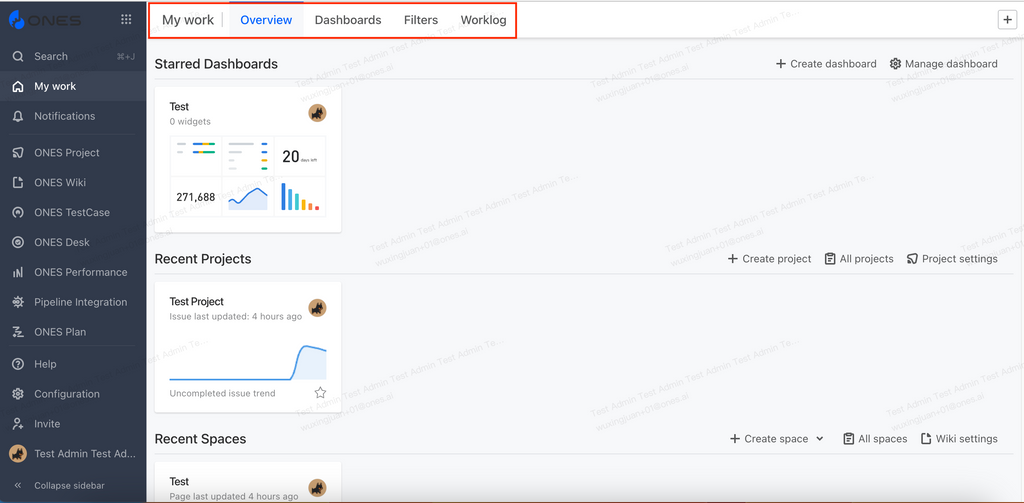 ONES
Search ⌘+J
My work
Notifications
ONES Project
ONES Wiki
ONES TestCase
ONES Desk
ONES Performance
Pipeline Integration
ONES Plan
Help
Configuration
Invite
Test Admin Test Ad...
Collapse sidebar
My work Overview Dashboards Filters Worklog
Starred Dashboards + Create dashboard Manage dashboard
Test
0 widgets
20 days left
271,688
Recent Projects + Create project All projects Project settings
Test Project
Issue last updated: 4 hours ago
Uncompleted issue trend
Recent Spaces + Create space All spaces Wiki settings
Test
Page last updated 4 hours ago
Test Admin Test Admin Test Admin Te...
wuxingjuan+01@ones.ai